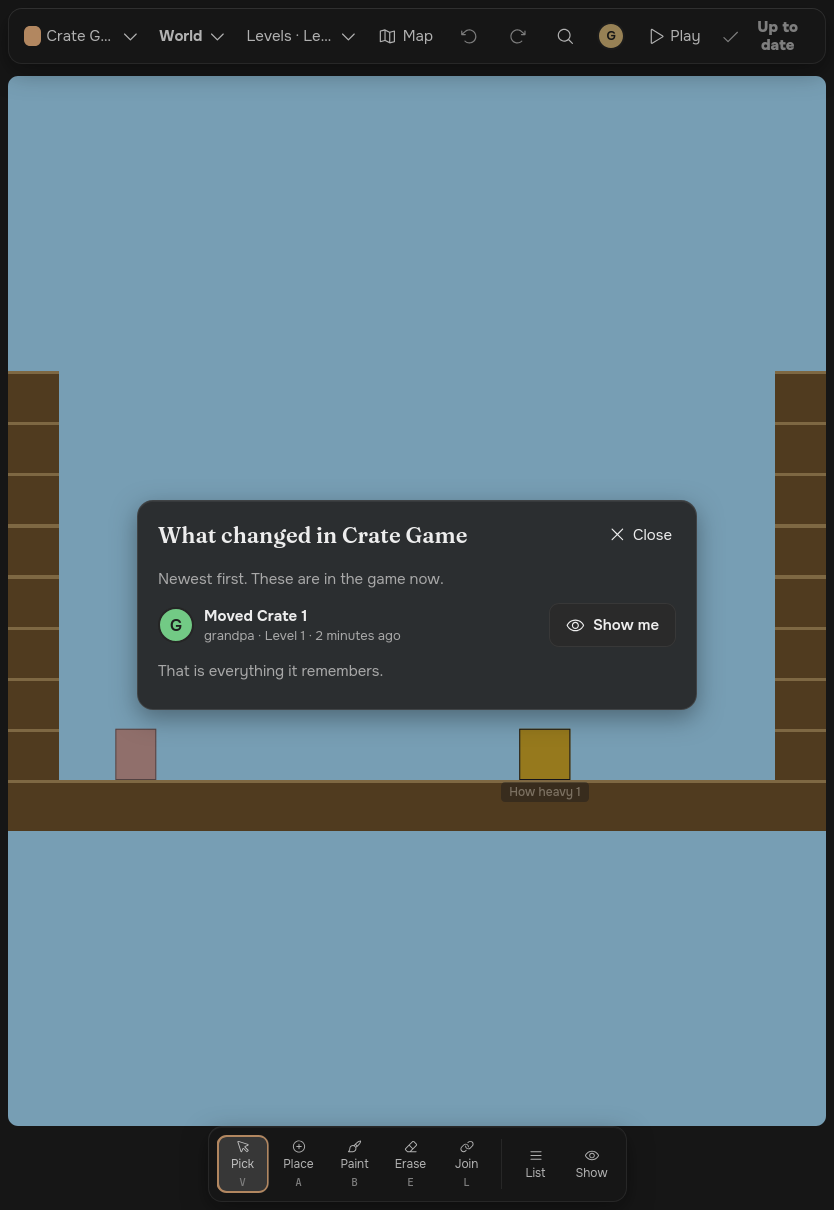 Crate G...
World
Levels · Le...
Map
G
Play
Up to
date
What changed in Crate Game
Close
Newest first. These are in the game now.
G
Moved Crate 1
grandpa · Level 1 · 2 minutes ago
Show me
That is everything it remembers.
How heavy 1
Pick
Place
Paint
Erase
Join
List
Show
V
A
B
E
L